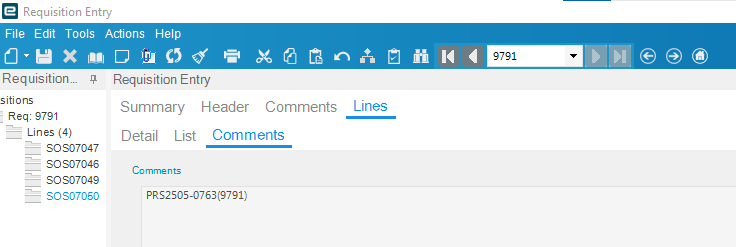 Requisition Entry
File Edit Tools Actions Help
9791
Requisition...
Requisition Entry
sitions
Req: 9791
Lines (4)
SOS07047
SOS07046
SOS07049
SOS07060
Summary Header Comments Lines
Detail List Comments
Comments
PRS2505-0763(9791)